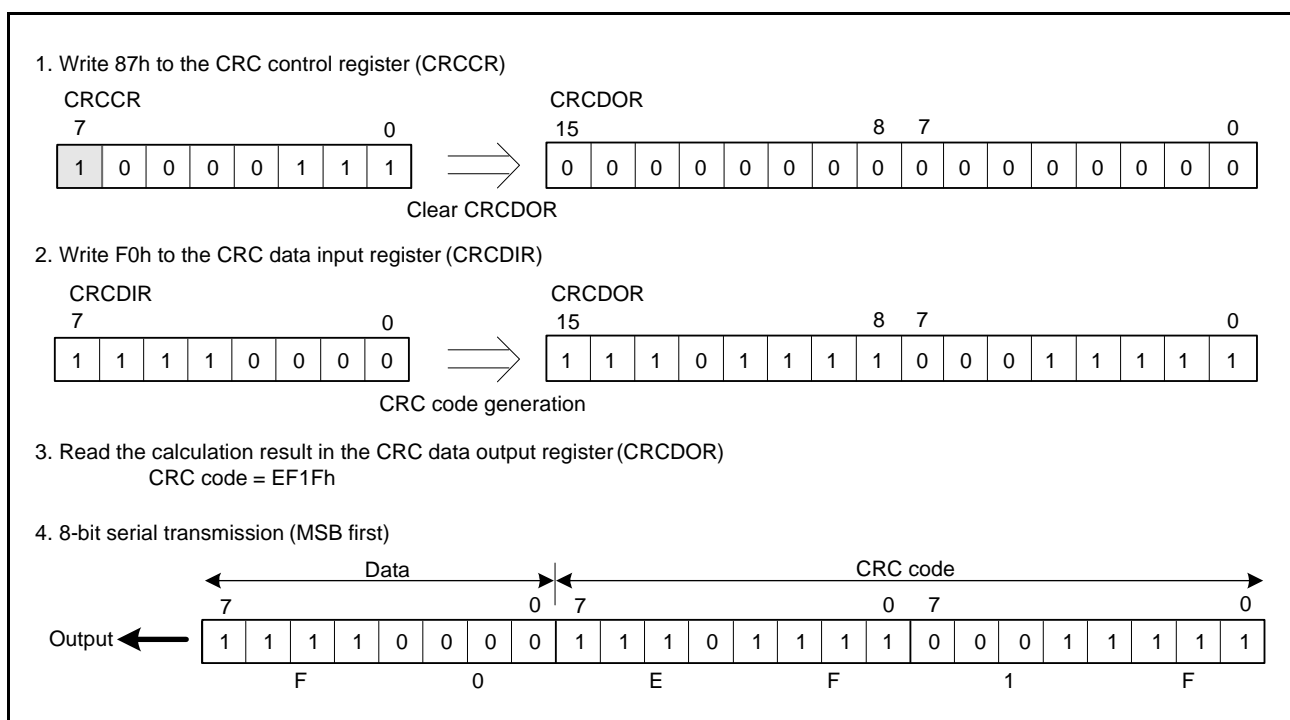 1. Write 87h to the CRC control register (CRCCR)
CRCCR CRCDOR
7 0 15 8 7 0
1 0 0 0 0 1 1 1 0 0 0 0 0 0 0 0 0 0 0 0 0 0 0 0
Clear CRCDOR
2. Write F0h to the CRC data input register (CRCDIR)
CRCDIR CRCDOR
7 0 15 8 7 0
1 1 1 1 0 0 0 0 1 1 1 0 1 1 1 1 0 0 0 1 1 1 1 1
CRC code generation
3. Read the calculation result in the CRC data output register (CRCDOR)
CRC code = EF1Fh
4. 8-bit serial transmission (MSB first)
Data CRC code
7 0 7 0 7 0
Output 1 1 1 1 0 0 0 0 1 1 1 0 1 1 1 1 0 0 0 1 1 1 1 1
F 0 E F 1 F